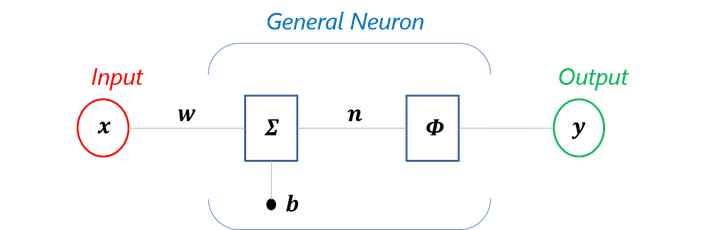 General Neuron
Input
Output
x
w
Σ
n
Φ
y
b